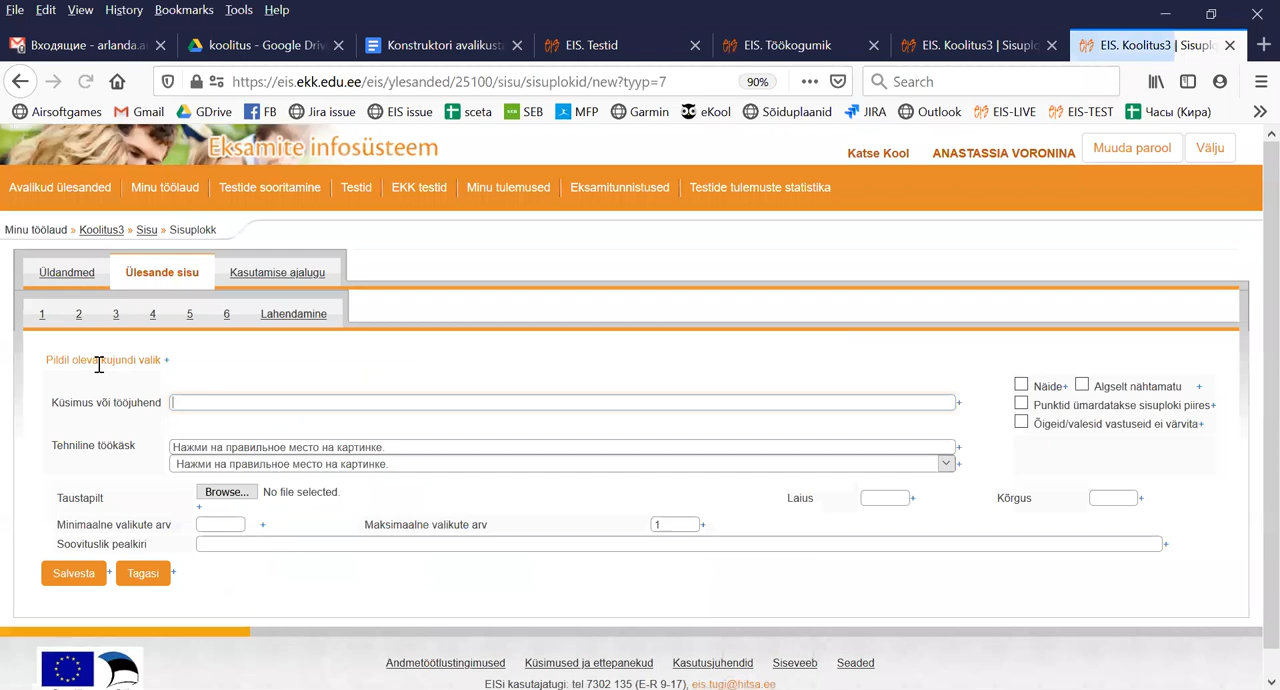 File Edit View History Bookmarks Tools Help
Входящие - arlanda.a
koolitus - Google Driv
Konstruktori avalikusta
EIS. Testid
EIS. Töökogumik
EIS. Koolitus3 | Sisuplo
EIS. Koolitus3 | Sisuplo
https://eis.ekk.edu.ee/eis/ylesanded/25100/sisu/sisuplokid/new?tyyp=7
90%
Search
Airsoftgames Gmail GDrive FB Jira issue EIS issue sceta SEB MFP Garmin eKool Sõiduplaanid JIRA Outlook EIS-LIVE EIS-TEST Часы (Кира)
Eksamite infosüsteem
Katse Kool ANASTASSIA VORONINA Muuda parool Välju
Avalikud ülesanded Minu töölaud Testide sooritamine Testid EKK testid Minu tulemused Eksamitunnistused Testide tulemuste statistika
Minu töölaud » Koolitus3 » Sisu » Sisuplokk
Üldandmed Ülesande sisu Kasutamise ajalugu
1 2 3 4 5 6 Lahendamine
Pildil oleva kujundi valik +
Näide+ Algselt nähtamatu +
Küsimus või tööjuhend +
Punktid ümardatakse sisuploki piires+
Õigeid/valesid vastuseid ei värvita+
Tehniline töökäsk Нажми на правильное место на картинке. +
Нажми на правильное место на картинке. +
Taustapilt Browse... No file selected. + Laius + Kõrgus +
Minimaalne valikute arv + Maksimaalne valikute arv 1 +
Soovituslik pealkiri +
Salvesta + Tagasi +
Andmetöötlustingimused Küsimused ja ettepanekud Kasutusjuhendid Siseveeb Seaded
EISi kasutajatugi: tel 7302 135 (E-R 9-17), eis.tugi@hitsa.ee